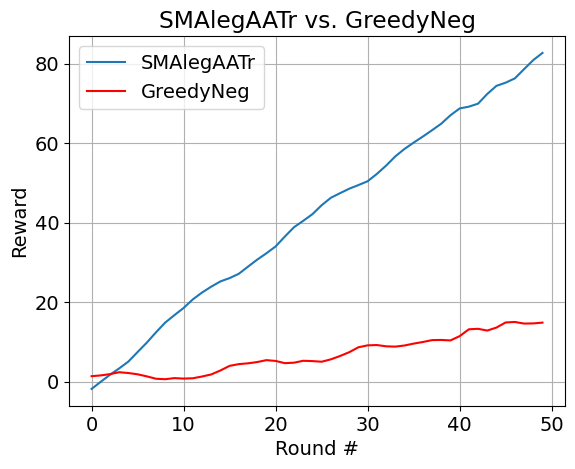 SMAlegAATr vs. GreedyNeg
SMAlegAATr
GreedyNeg
Reward
80
60
40
20
0
0 10 20 30 40 50
Round #